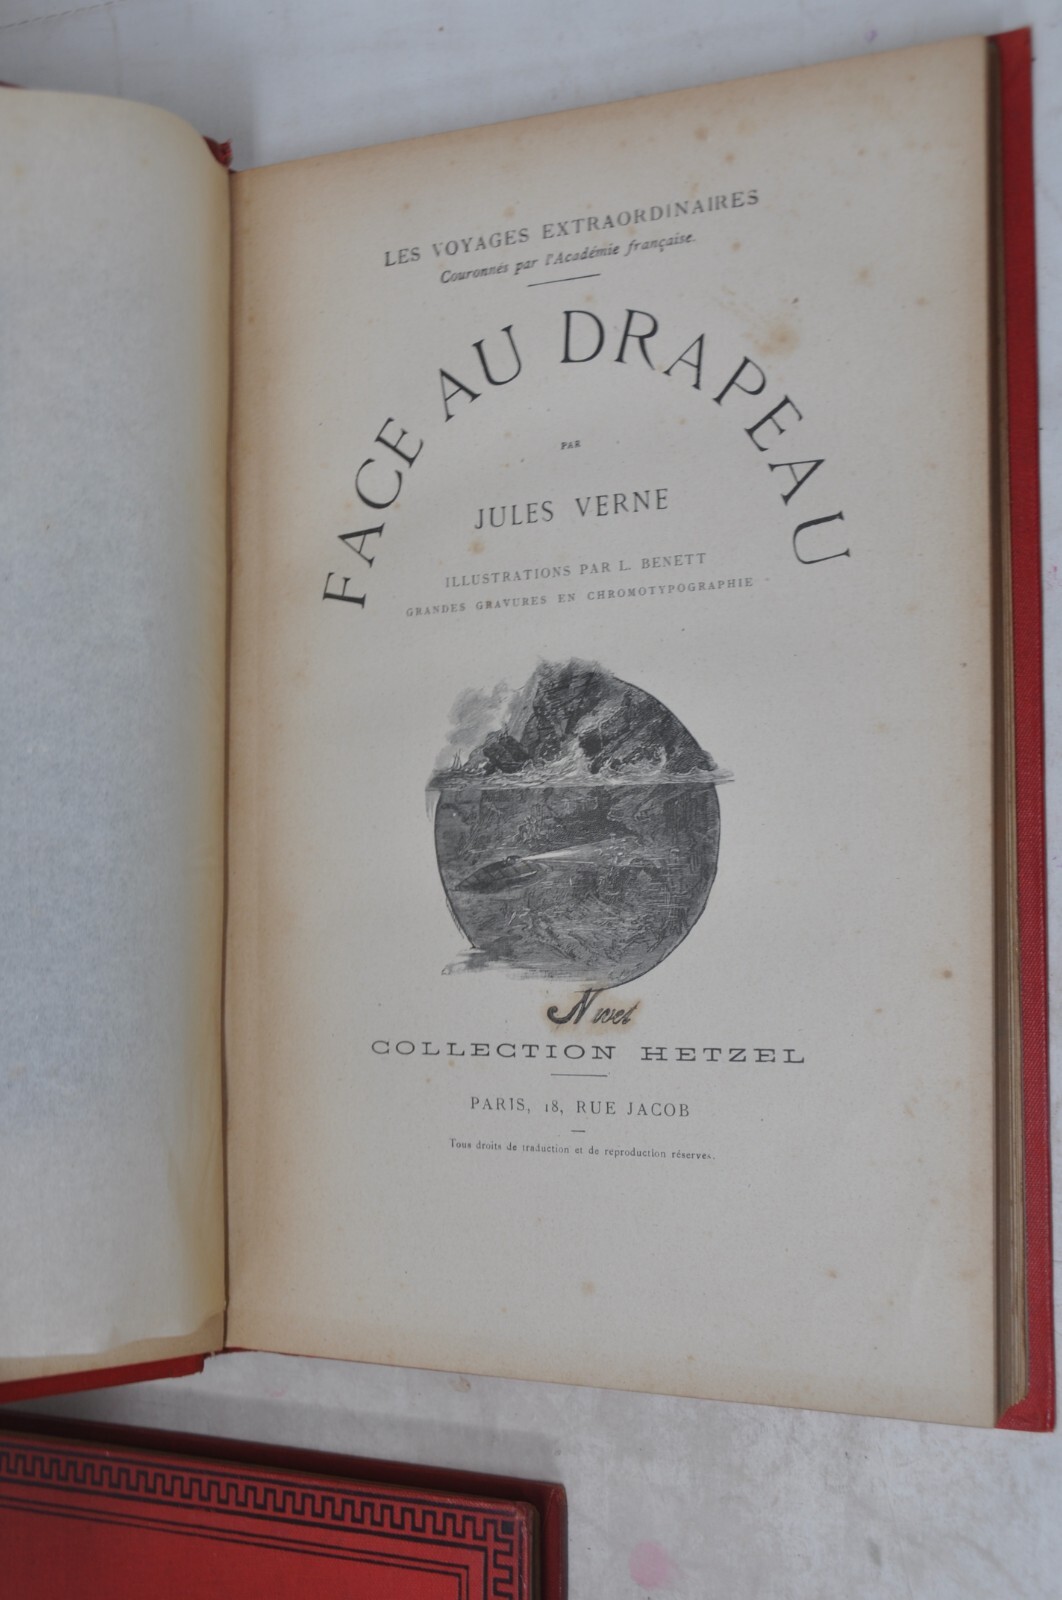 LES VOYAGES EXTRAORDINAIRES
Couronnés par l'Académie française.
FACE AU DRAPEAU
PAR
JULES VERNE
ILLUSTRATIONS PAR L. BENETT
GRANDES GRAVURES EN CHROMOTYPOGRAPHIE
COLLECTION HETZEL
PARIS, 18, RUE JACOB
Tous droits de traduction et de reproduction réservés.